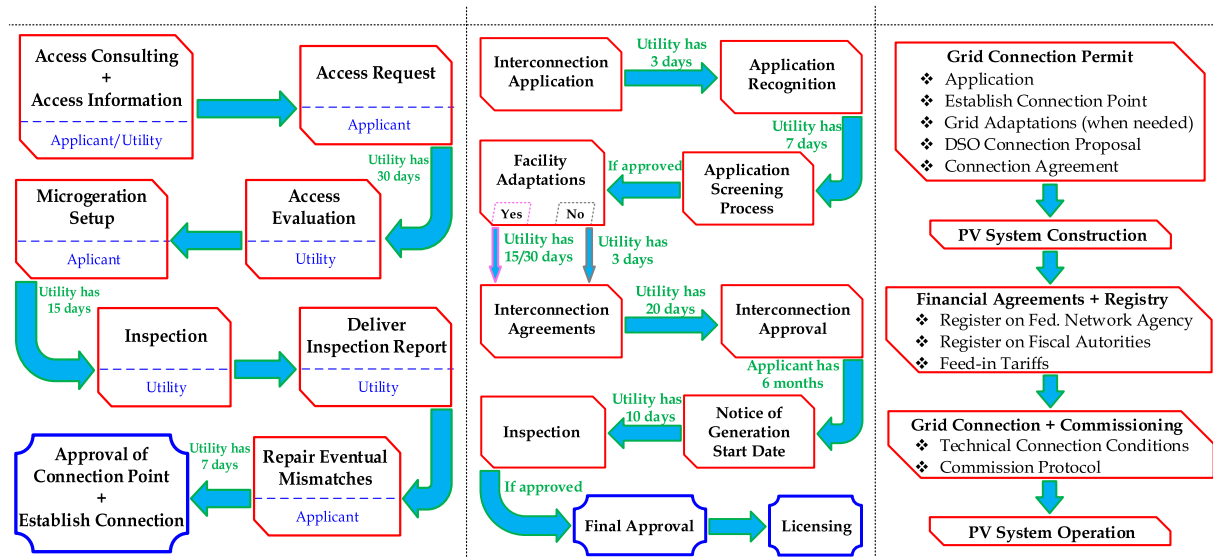 Access Consulting
+
Access Information
Applicant/Utility
Access Request
Applicant
Utility has
30 days
Access
Evaluation
Utility
Microgeration
Setup
Aplicant
Utility has
15 days
Inspection
Utility
Deliver
Inspection Report
Utility
Repair Eventual
Mismatches
Applicant
Utility has
7 days
Approval of
Connection Point
+
Establish Connection
Interconnection
Application
Utility has
3 days
Application
Recognition
Utility has
7 days
Application
Screening
Process
If approved
Facility
Adaptations
Yes
No
Utility has
15/30 days
Utility has
3 days
Interconnection
Agreements
Utility has
20 days
Interconnection
Approval
Applicant has
6 months
Notice of
Generation
Start Date
Utility has
10 days
Inspection
If approved
Final Approval
Licensing
Grid Connection Permit
❖ Application
❖ Establish Connection Point
❖ Grid Adaptations (when needed)
❖ DSO Connection Proposal
❖ Connection Agreement
PV System Construction
Financial Agreements + Registry
❖ Register on Fed. Network Agency
❖ Register on Fiscal Autorities
❖ Feed-in Tariffs
Grid Connection + Commissioning
❖ Technical Connection Conditions
❖ Commission Protocol
PV System Operation